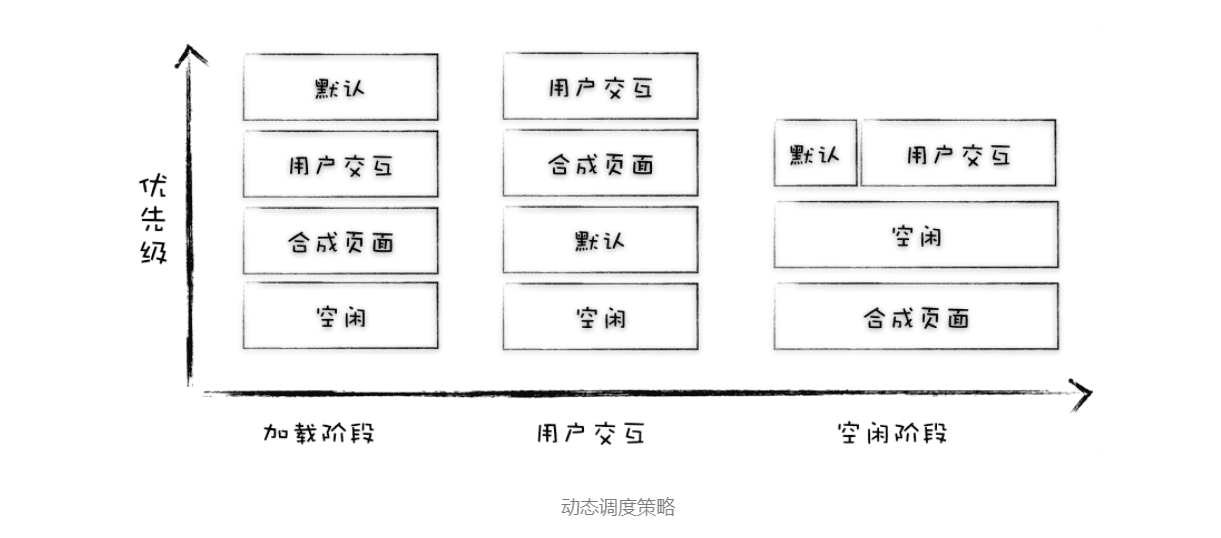 优先级
默认
用户交互
合成页面
空闲
用户交互
合成页面
默认
空闲
默认
用户交互
空闲
合成页面
加载阶段
用户交互
空闲阶段
动态调度策略